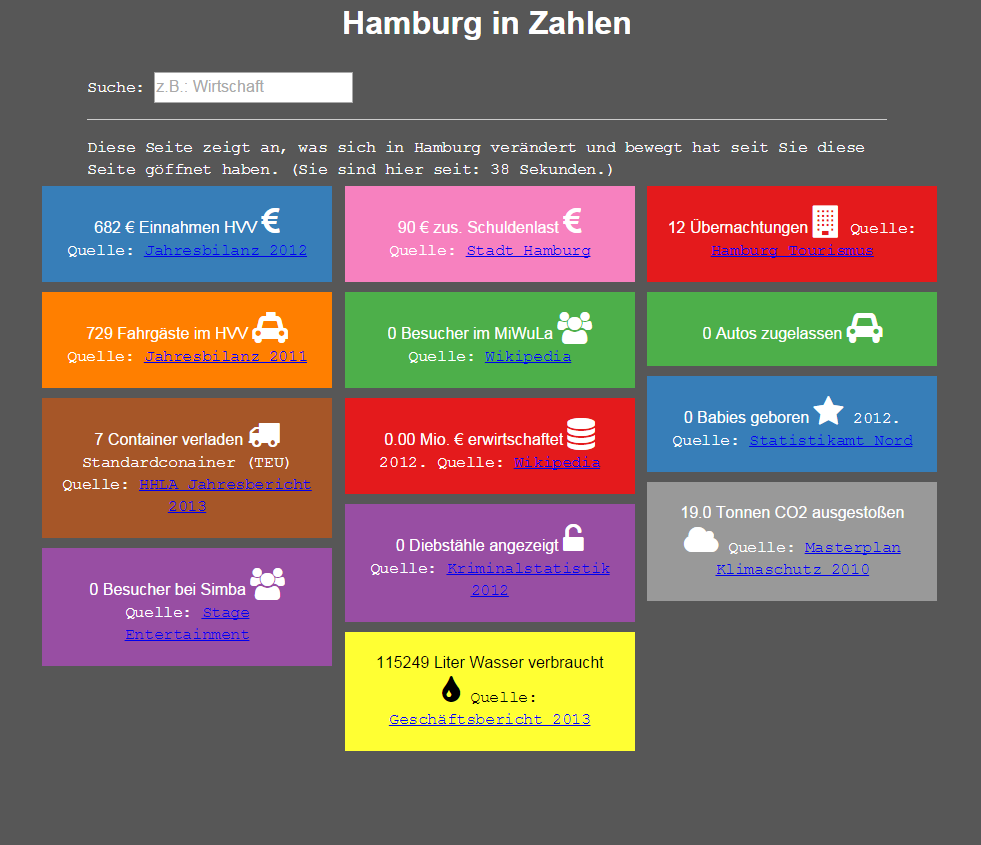 Hamburg in Zahlen
Suche: z.B.: Wirtschaft
Diese Seite zeigt an, was sich in Hamburg verändert und bewegt hat seit Sie diese
Seite göffnet haben. (Sie sind hier seit: 38 Sekunden.)
682 € Einnahmen HVV
Quelle: Jahresbilanz 2012
729 Fahrgäste im HVV
Quelle: Jahresbilanz 2011
7 Container verladen
Standardconainer (TEU)
Quelle: HHLA Jahresbericht
2013
0 Besucher bei Simba
Quelle: Stage
Entertainment
90 € zus. Schuldenlast
Quelle: Stadt Hamburg
0 Besucher im MiWuLa
Quelle: Wikipedia
0.00 Mio. € erwirtschaftet
2012. Quelle: Wikipedia
0 Diebstähle angezeigt
Quelle: Kriminalstatistik
2012
115249 Liter Wasser verbraucht
Quelle:
Geschäftsbericht 2013
12 Übernachtungen Quelle:
Hamburg Tourismus
0 Autos zugelassen
0 Babies geboren 2012.
Quelle: Statistikamt Nord
19.0 Tonnen CO2 ausgestoßen
Quelle: Masterplan
Klimaschutz 2010